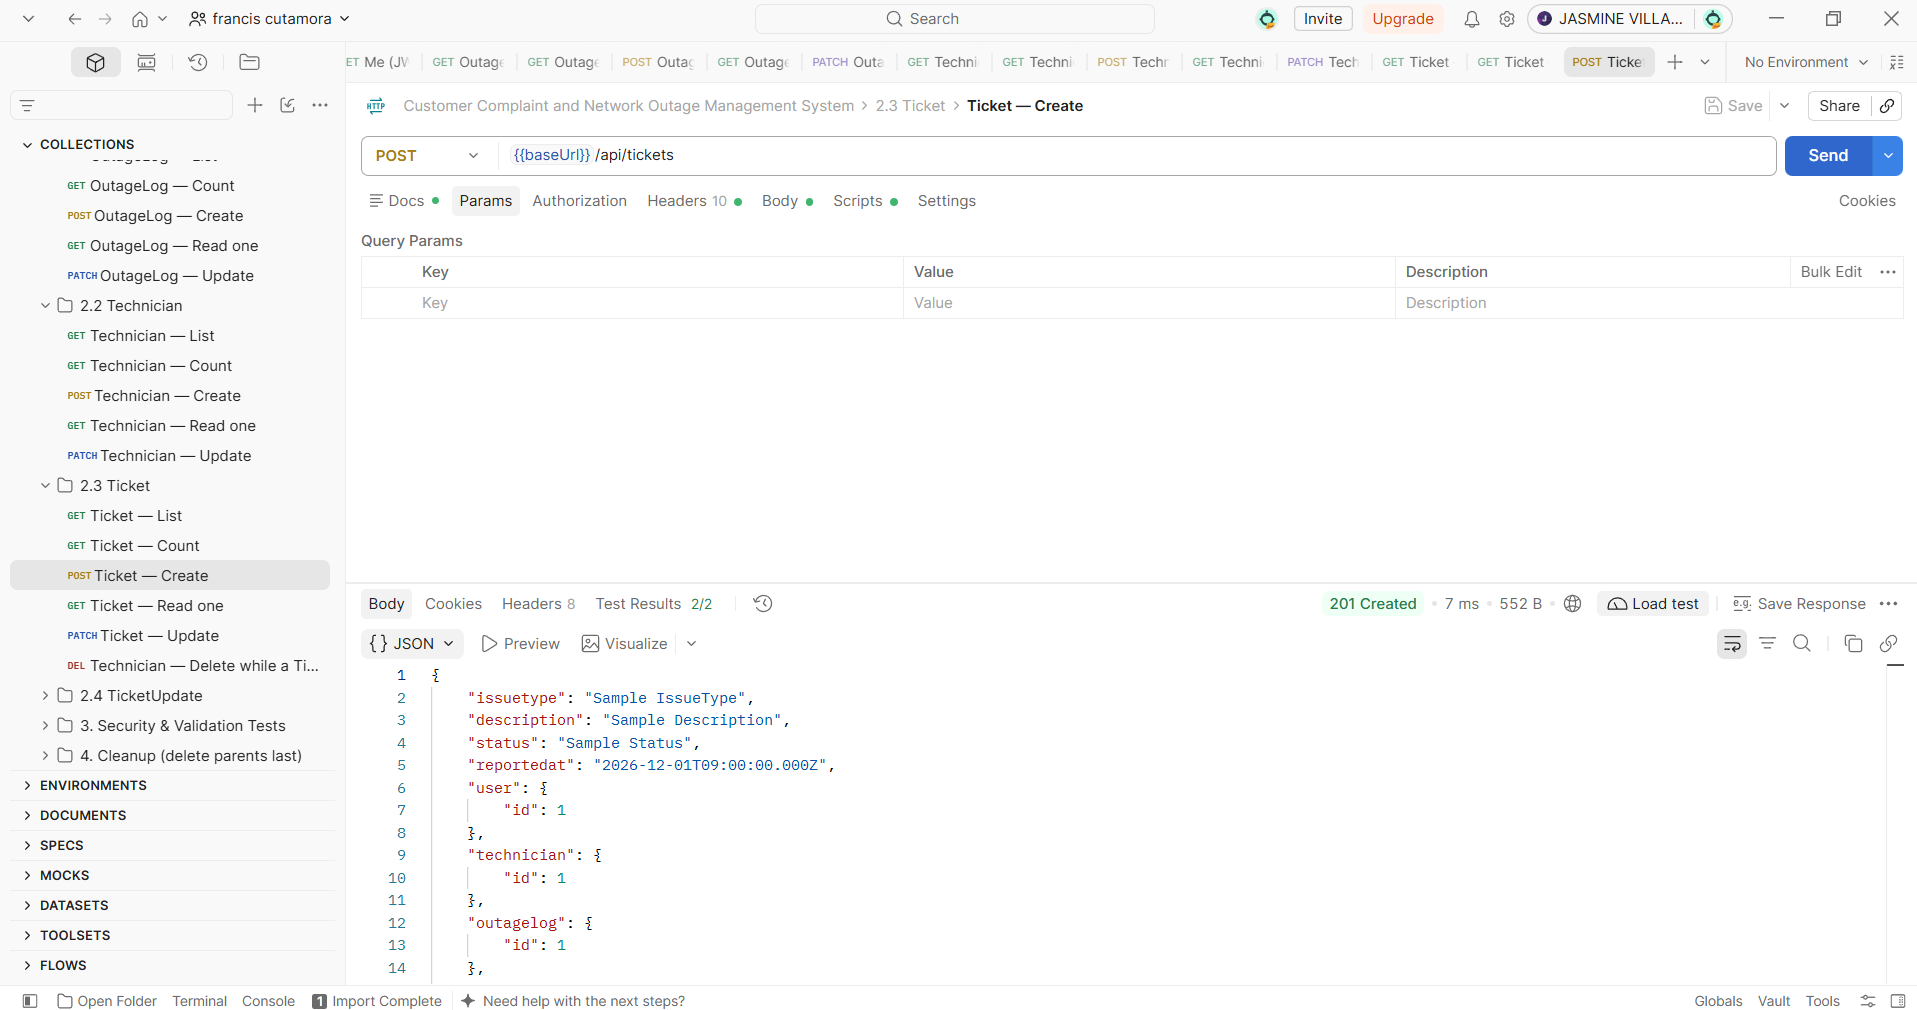 francis cutamora
Search
Invite
Upgrade
JASMINE VILLA...
ET Me (JW
GET Outage
GET Outage
POST Outag
GET Outage
PATCH Outa
GET Techni
GET Techni
POST Techr
GET Techni
PATCH Tech
GET Ticket
GET Ticket
POST Ticke
No Environment
HTTP
Customer Complaint and Network Outage Management System > 2.3 Ticket > Ticket — Create
Save
Share
COLLECTIONS
POST
{{baseUrl}} /api/tickets
Send
GET OutageLog — Count
POST OutageLog — Create
GET OutageLog — Read one
PATCH OutageLog — Update
2.2 Technician
GET Technician — List
GET Technician — Count
POST Technician — Create
GET Technician — Read one
PATCH Technician — Update
2.3 Ticket
GET Ticket — List
GET Ticket — Count
POST Ticket — Create
GET Ticket — Read one
PATCH Ticket — Update
DEL Technician — Delete while a Ti...
2.4 TicketUpdate
3. Security & Validation Tests
4. Cleanup (delete parents last)
ENVIRONMENTS
DOCUMENTS
SPECS
MOCKS
DATASETS
TOOLSETS
FLOWS
Docs
Params
Authorization
Headers 10
Body
Scripts
Settings
Cookies
Query Params
Key
Value
Description
Bulk Edit
Key
Value
Description
Body
Cookies
Headers 8
Test Results 2/2
201 Created
7 ms
552 B
Load test
e.g. Save Response
{} JSON
Preview
Visualize
1 {
2 "issuetype": "Sample IssueType",
3 "description": "Sample Description",
4 "status": "Sample Status",
5 "reportedat": "2026-12-01T09:00:00.000Z",
6 "user": {
7 "id": 1
8 },
9 "technician": {
10 "id": 1
11 },
12 "outagelog": {
13 "id": 1
14 },
Open Folder
Terminal
Console
1 Import Complete
Need help with the next steps?
Globals
Vault
Tools